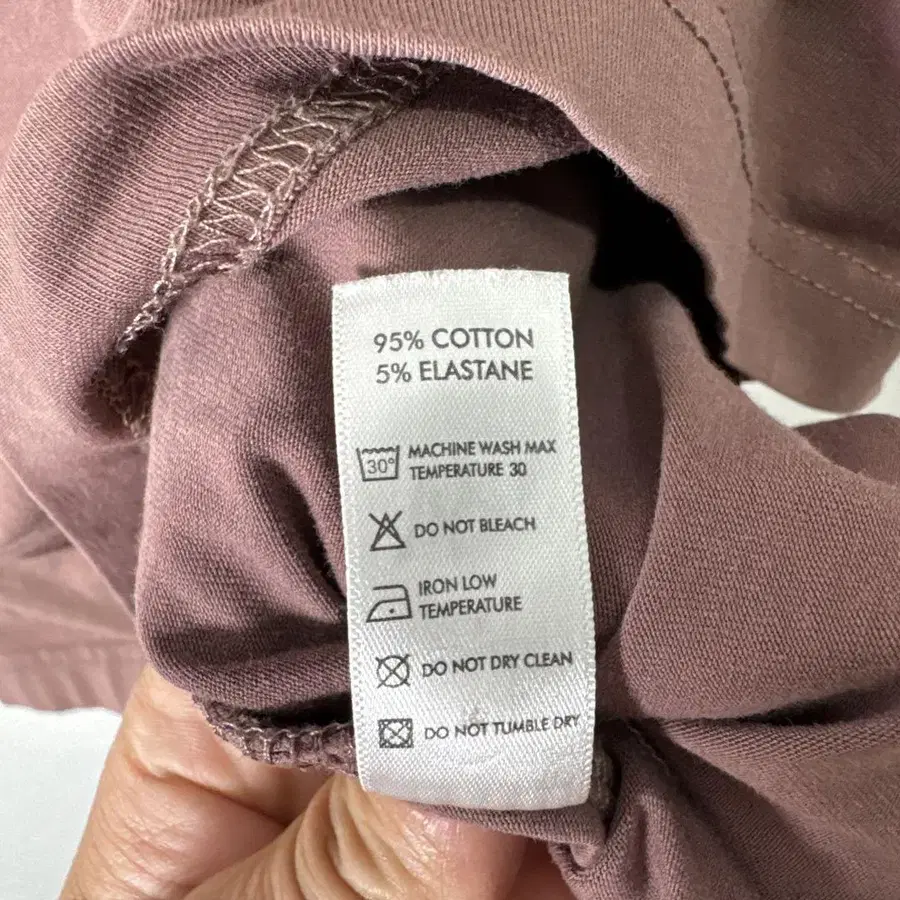 95% COTTON
5% ELASTANE
30°
MACHINE WASH MAX
TEMPERATURE 30
DO NOT BLEACH
IRON LOW
TEMPERATURE
DO NOT DRY CLEAN
DO NOT TUMBLE DRY